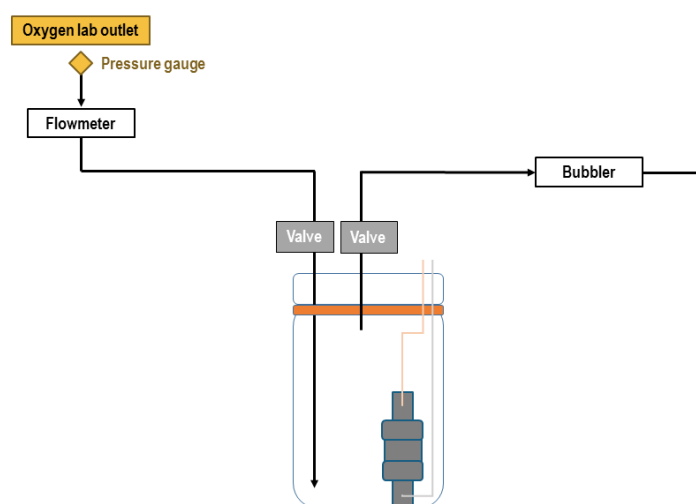 Oxygen lab outlet
Pressure gauge
Flowmeter
Bubbler
Valve
Valve